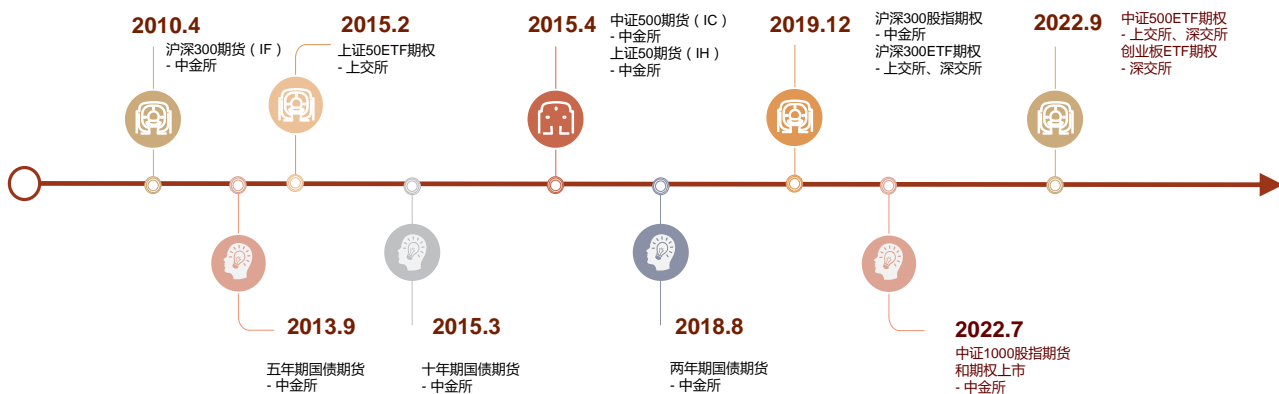 2010.4
沪深300期货（IF）
- 中金所
2015.2
上证50ETF期权
- 上交所
2015.4
中证500期货（IC）
- 中金所
上证50期货（IH）
- 中金所
2019.12
沪深300股指期权
- 中金所
沪深300ETF期权
- 上交所、深交所
2022.9
中证500ETF期权
- 上交所、深交所
创业板ETF期权
- 深交所
2013.9
五年期国债期货
- 中金所
2015.3
十年期国债期货
- 中金所
2018.8
两年期国债期货
- 中金所
2022.7
中证1000股指期货
和期权上市
- 中金所